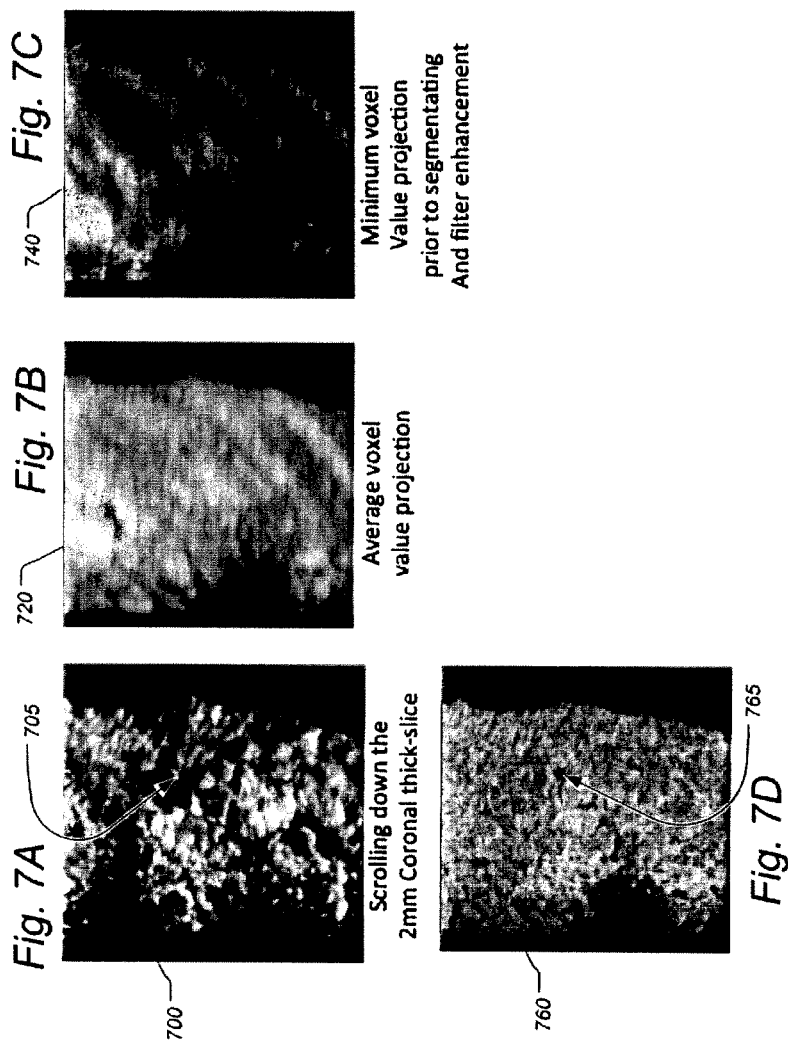 Fig. 7A
700
705
Scrolling down the
2mm Coronal thick-slice
Fig. 7B
720
Average voxel
value projection
Fig. 7C
740
Minimum voxel
Value projection
prior to segmentating
And filter enhancement
760
765
Fig. 7D